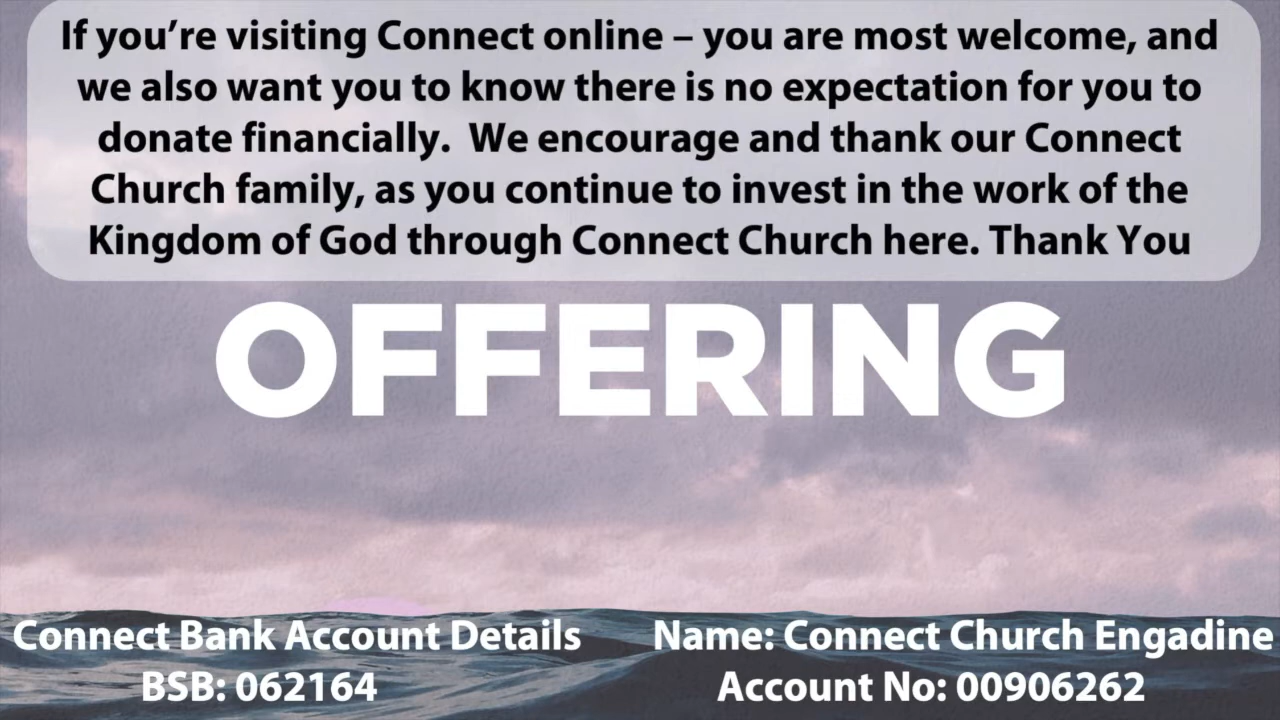 If you’re visiting Connect online – you are most welcome, and
we also want you to know there is no expectation for you to
donate financially.  We encourage and thank our Connect
Church family, as you continue to invest in the work of the
Kingdom of God through Connect Church here. Thank You
OFFERING
Connect Bank Account Details
BSB: 062164
Name: Connect Church Engadine
Account No: 00906262